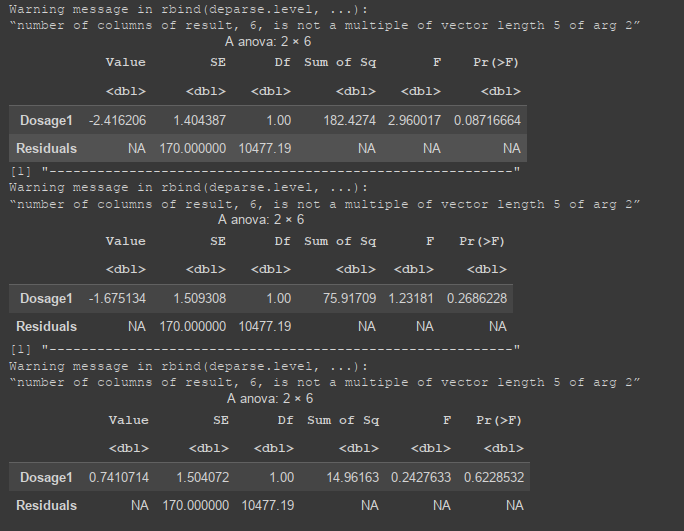 Warning message in rbind(deparse.level, ...):
“number of columns of result, 6, is not a multiple of vector length 5 of arg 2”
A anova: 2 × 6
Value SE Df Sum of Sq F Pr(>F)
<dbl> <dbl> <dbl> <dbl> <dbl> <dbl>
Dosage1 -2.416206 1.404387 1.00 182.4274 2.960017 0.08716664
Residuals NA 170.000000 10477.19 NA NA NA
[1] "----------------------------------------------------------"
Warning message in rbind(deparse.level, ...):
“number of columns of result, 6, is not a multiple of vector length 5 of arg 2”
A anova: 2 × 6
Value SE Df Sum of Sq F Pr(>F)
<dbl> <dbl> <dbl> <dbl> <dbl> <dbl>
Dosage1 -1.675134 1.509308 1.00 75.91709 1.23181 0.2686228
Residuals NA 170.000000 10477.19 NA NA NA
[1] "----------------------------------------------------------"
Warning message in rbind(deparse.level, ...):
“number of columns of result, 6, is not a multiple of vector length 5 of arg 2”
A anova: 2 × 6
Value SE Df Sum of Sq F Pr(>F)
<dbl> <dbl> <dbl> <dbl> <dbl> <dbl>
Dosage1 0.7410714 1.504072 1.00 14.96163 0.2427633 0.6228532
Residuals NA 170.000000 10477.19 NA NA NA